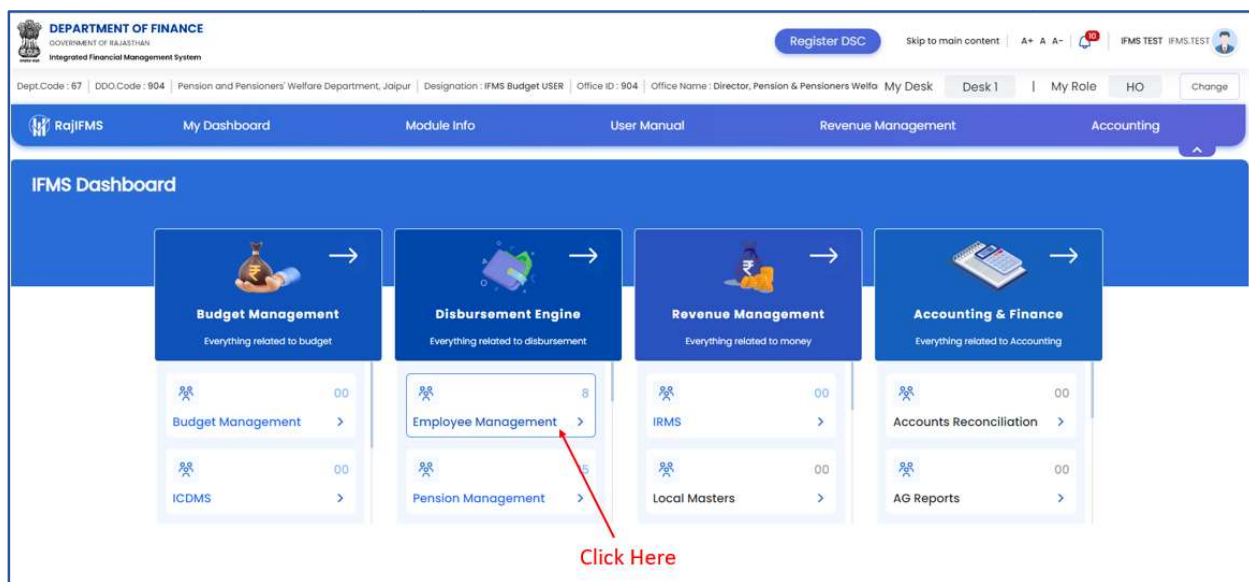 DEPARTMENT OF FINANCE
GOVERNMENT OF RAJASTHAN
Integrated Financial Management System
Register DSC
Skip to main content
A+ A A-
10
IFMS TEST IFMS.TEST
Dept.Code : 67 | DDO.Code : 904 | Pension and Pensioners' Welfare Department, Jaipur | Designation : IFMS Budget USER | Office ID : 904 | Office Name : Director, Pension & Pensioners Welfa My Desk Desk 1 | My Role HO Change
RajIFMS My Dashboard Module Info User Manual Revenue Management Accounting
IFMS Dashboard
Budget Management
Everything related to budget
00
Budget Management >
00
ICDMS >
Disbursement Engine
Everything related to disbursement
8
Employee Management >
5
Pension Management >
Revenue Management
Everything related to money
00
IRMS >
00
Local Masters >
Accounting & Finance
Everything related to Accounting
00
Accounts Reconciliation >
00
AG Reports >
Click Here